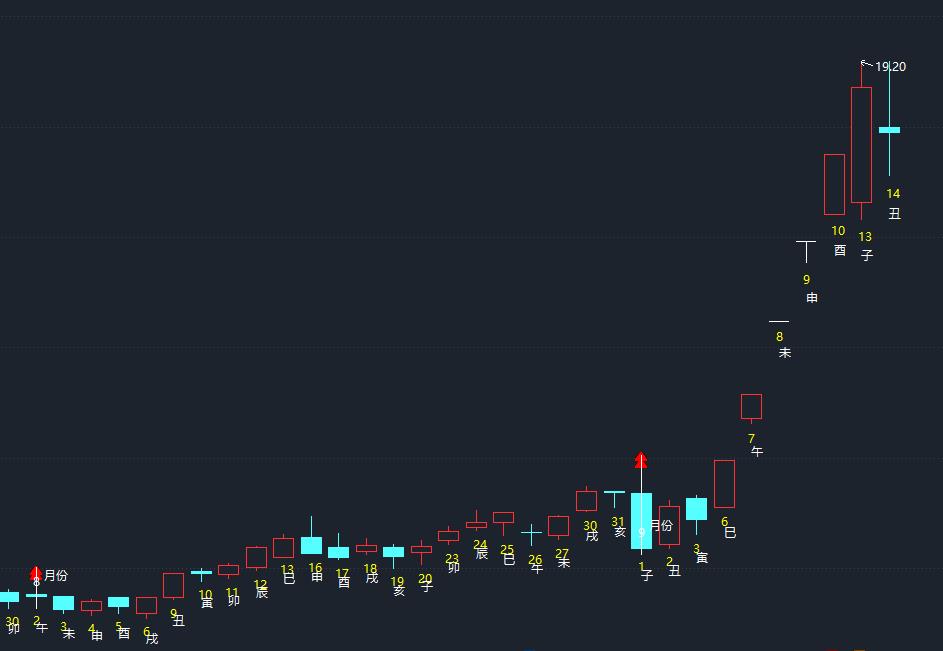 30
卯
8
月份
2
午
3
未
4
申
5
酉
6
戌
9
丑
10
寅
11
卯
12
辰
13
巳
16
申
17
酉
18
戌
19
亥
20
子
23
卯
24
辰
25
巳
26
午
27
未
30
戌
31
亥
9
月份
1
子
2
丑
3
寅
6
巳
7
午
8
未
9
申
10
酉
19.20
13
子
14
丑